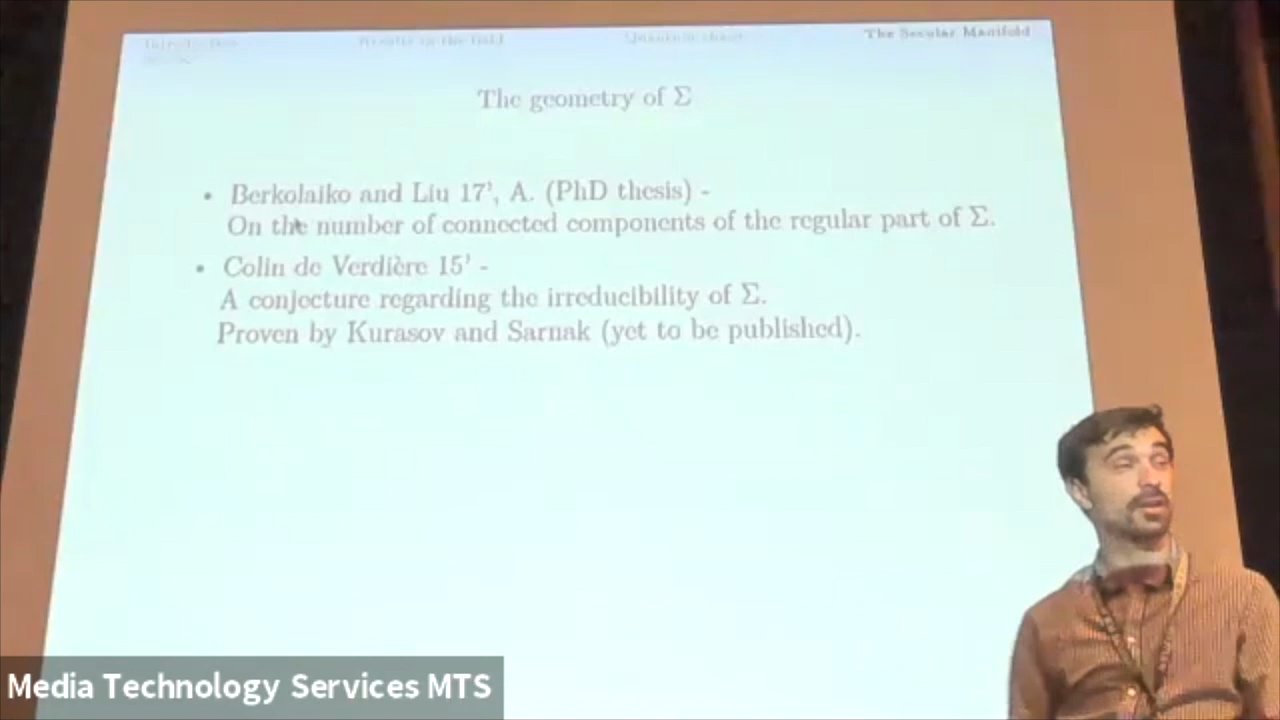 The Secular Manifold
The geometry of Σ
• Berkolaiko and Liu 17', A. (PhD thesis) -
On the number of connected components of the regular part of Σ.
• Colin de Verdière 15' -
A conjecture regarding the irreducibility of Σ.
Proven by Kurasov and Sarnak (yet to be published).
Media Technology Services MTS